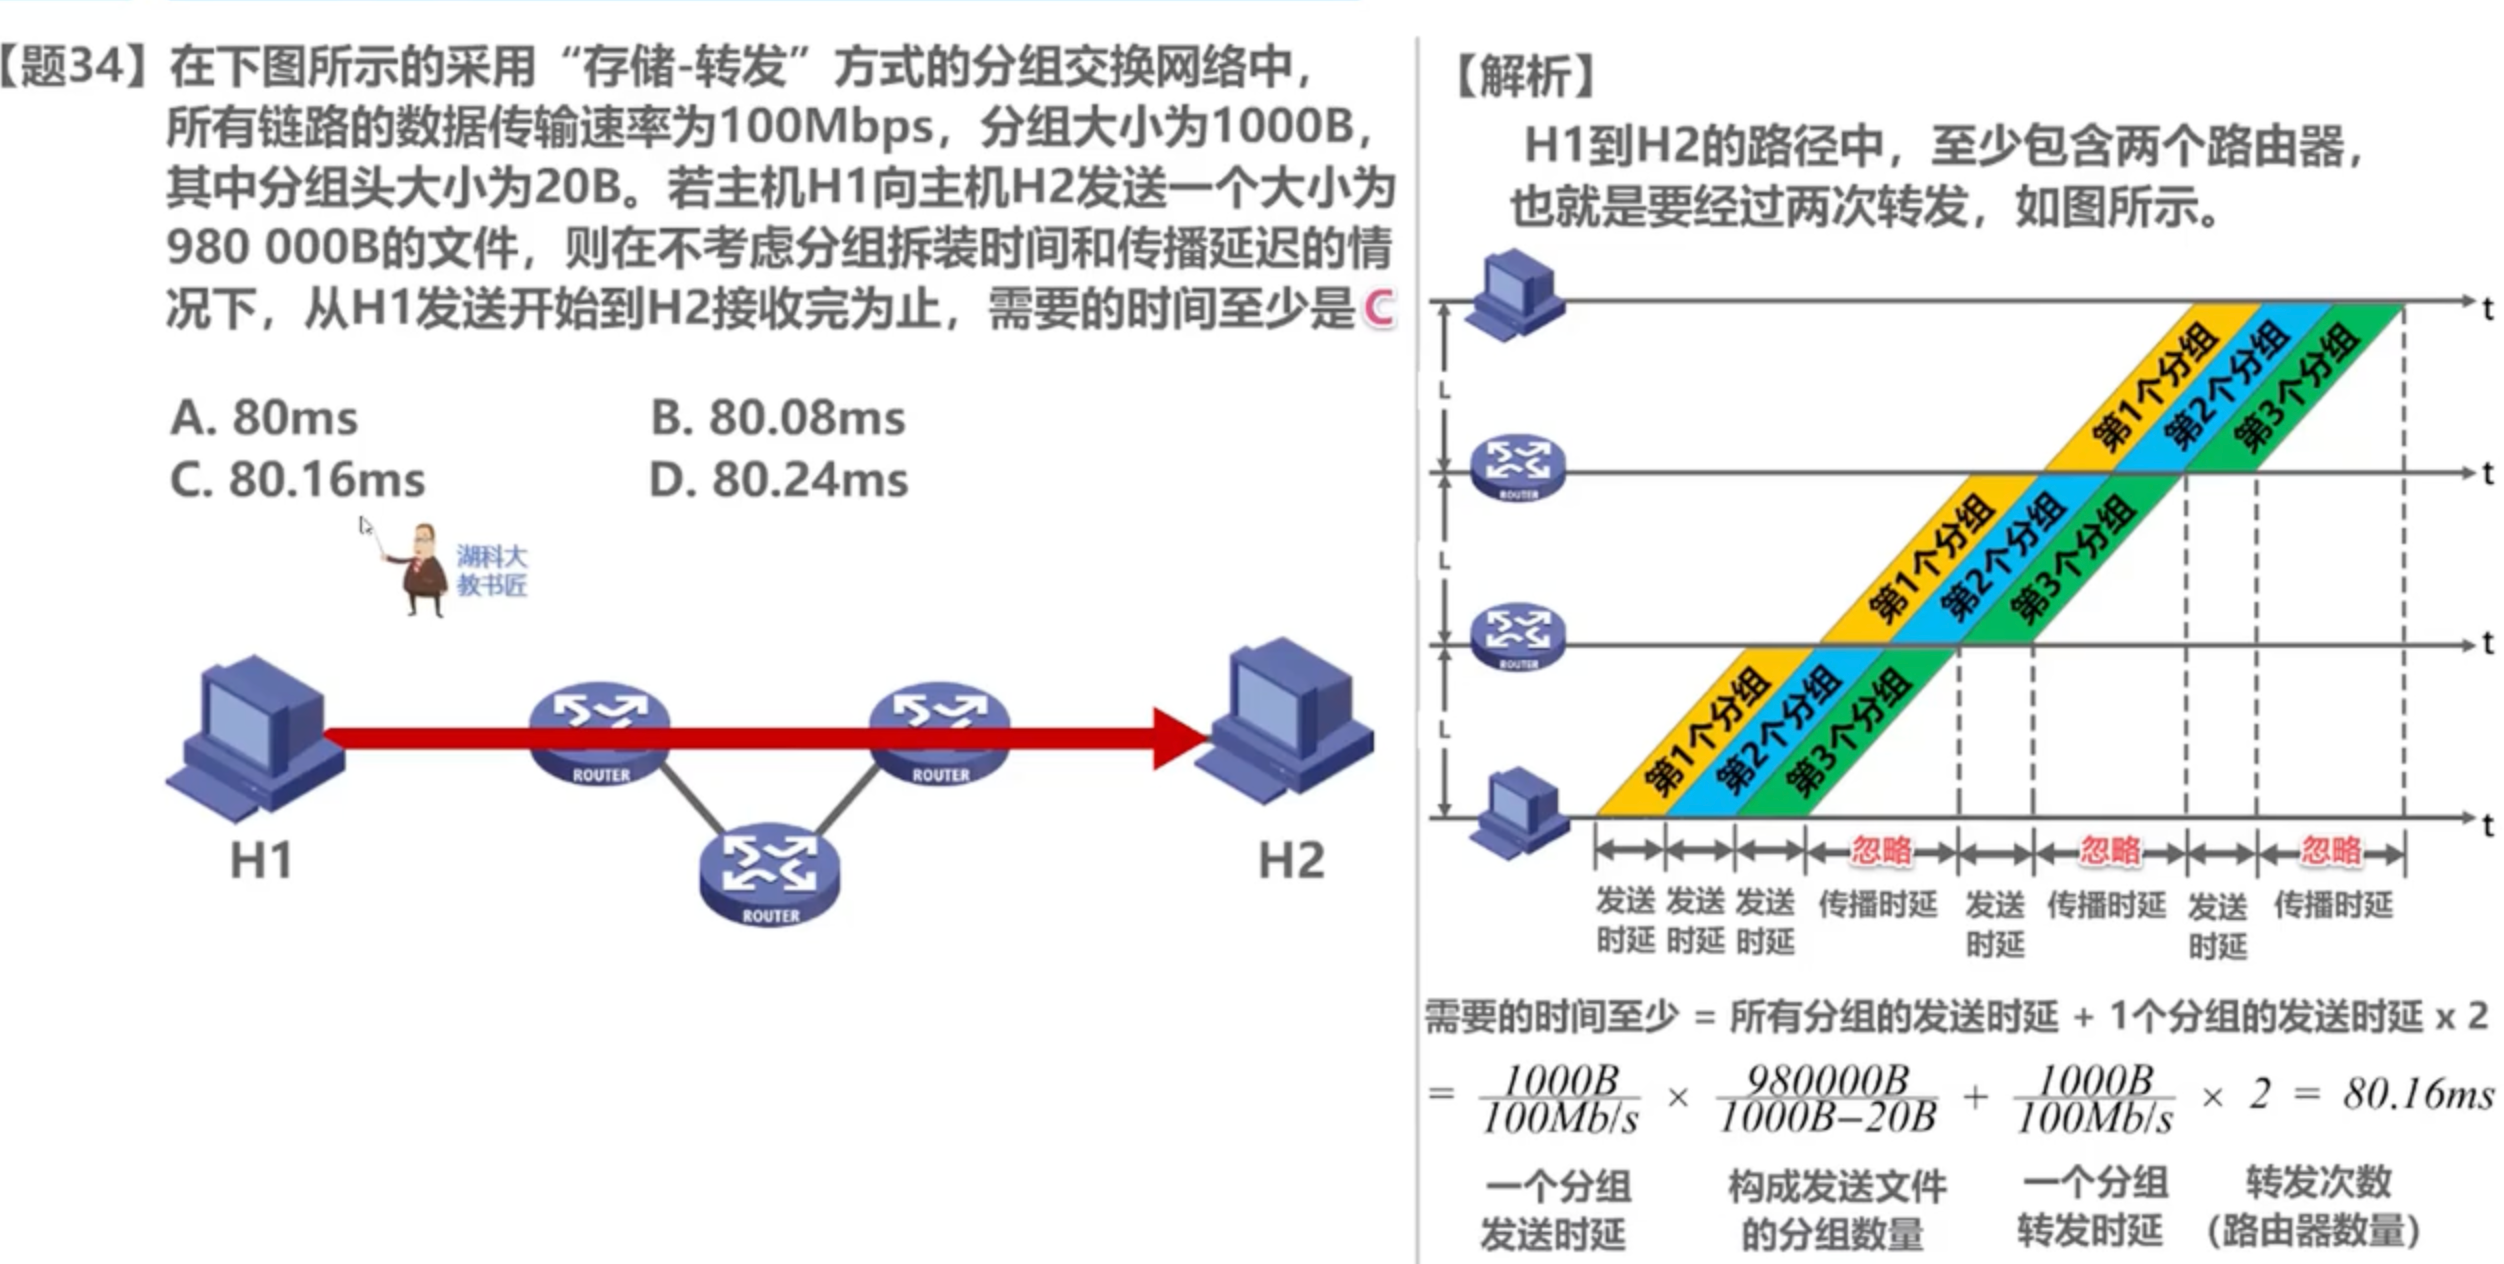 【题34】在下图所示的采用“存储-转发”方式的分组交换网络中，
所有链路的数据传输速率为100Mbps，分组大小为1000B，
其中分组头大小为20B。若主机H1向主机H2发送一个大小为
980 000B的文件，则在不考虑分组拆装时间和传播延迟的情
况下，从H1发送开始到H2接收完为止，需要的时间至少是C
A. 80ms
B. 80.08ms
C. 80.16ms
D. 80.24ms
湖科大
教书匠
ROUTER
ROUTER
ROUTER
H1
H2
【解析】
H1到H2的路径中，至少包含两个路由器，
也就是要经过两次转发，如图所示。
t
L
第1个分组
第2个分组
第3个分组
ROUTER
t
L
第1个分组
第2个分组
第3个分组
ROUTER
t
L
第1个分组
第2个分组
第3个分组
t
忽略
忽略
忽略
发送
时延
发送
时延
发送
时延
传播时延
发送
时延
传播时延
发送
时延
传播时延
需要的时间至少 = 所有分组的发送时延 + 1个分组的发送时延 x 2
= 1000B/100Mb/s × 980000B/1000B−20B + 1000B/100Mb/s × 2 = 80.16ms
一个分组
发送时延
构成发送文件
的分组数量
一个分组
转发时延
转发次数
（路由器数量）